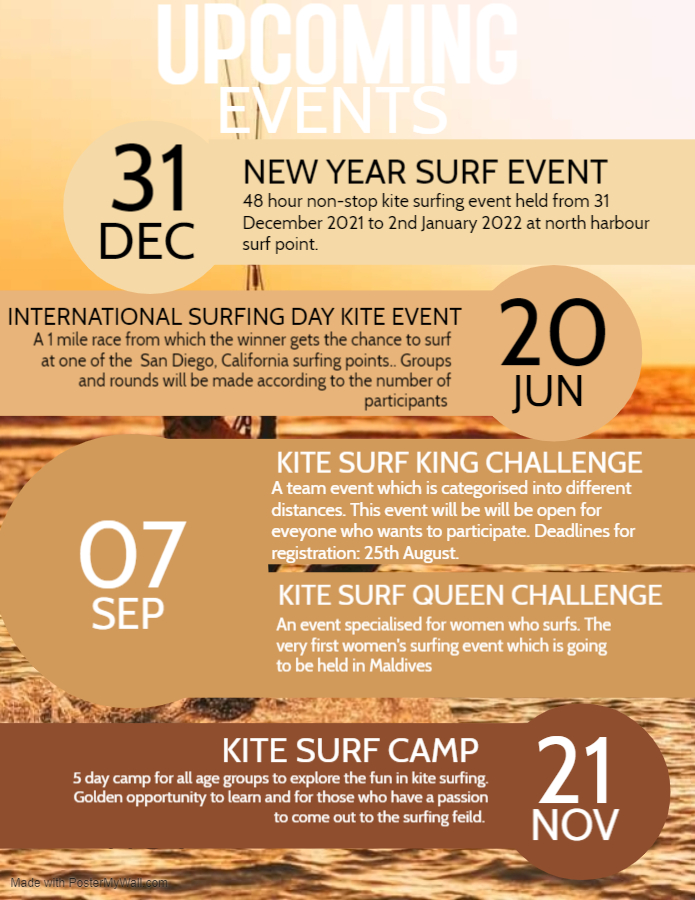 UPCOMING
EVENTS
31
DEC
NEW YEAR SURF EVENT
48 hour non-stop kite surfing event held from 31
December 2021 to 2nd January 2022 at north harbour
surf point.
INTERNATIONAL SURFING DAY KITE EVENT
A 1 mile race from which the winner gets the chance to surf
at one of the San Diego, California surfing points.. Groups
and rounds will be made according to the number of
participants
20
JUN
07
SEP
KITE SURF KING CHALLENGE
A team event which is categorised into different
distances. This event will be will be open for
eveyone who wants to participate. Deadlines for
registration: 25th August.
KITE SURF QUEEN CHALLENGE
An event specialised for women who surfs. The
very first women's surfing event which is going
to be held in Maldives
KITE SURF CAMP
5 day camp for all age groups to explore the fun in kite surfing.
Golden opportunity to learn and for those who have a passion
to come out to the surfing feild.
21
NOV
Made with PosterMyWall.com